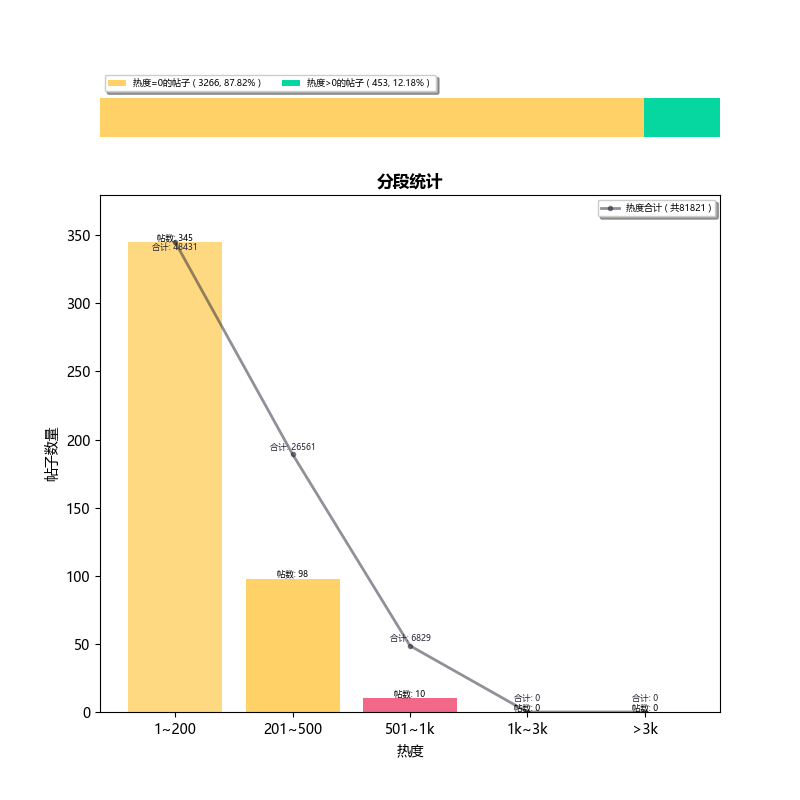 热度=0的帖子 ( 3266, 87.82% ) 热度>0的帖子 ( 453, 12.18% )
分段统计
热度合计 ( 共81821 )
350
帖数: 345
合计: 48431
300
250
200
合计: 26561
帖子数量
150
100
帖数: 98
50
合计: 6829
帖数: 10
合计: 0
帖数: 0
合计: 0
帖数: 0
0
1~200 201~500 501~1k 1k~3k >3k
热度